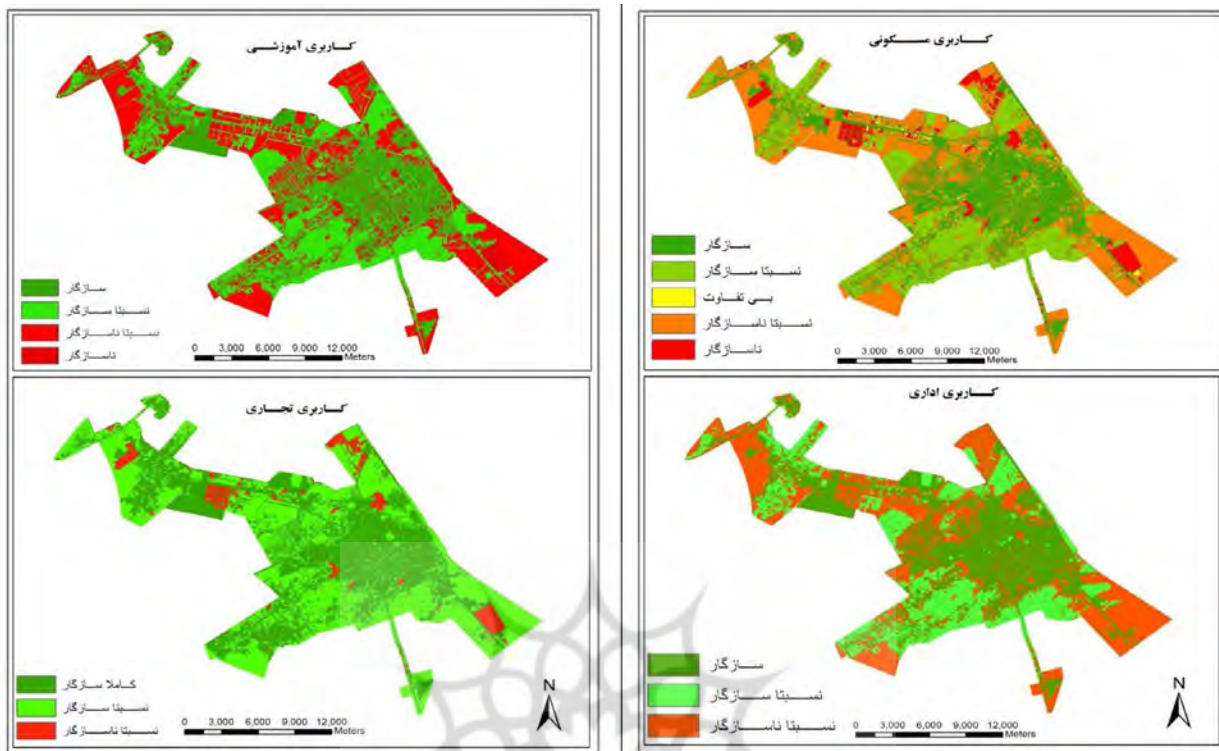 کاربری آموزشی
سازگار
نسبتا سازگار
نسبتا ناسازگار
ناسازگار
0 3,000 6,000 9,000 12,000
Meters
کاربری مسکونی
سازگار
نسبتا سازگار
بی تفاوت
نسبتا ناسازگار
ناسازگار
0 3,000 6,000 9,000 12,000
Meters
کاربری تجاری
کاملا سازگار
نسبتا سازگار
نسبتا ناسازگار
0 3,000 6,000 9,000 12,000
Meters
N
کاربری اداری
سازگار
نسبتا سازگار
نسبتا ناسازگار
0 3,000 6,000 9,000 12,000
Meters
N